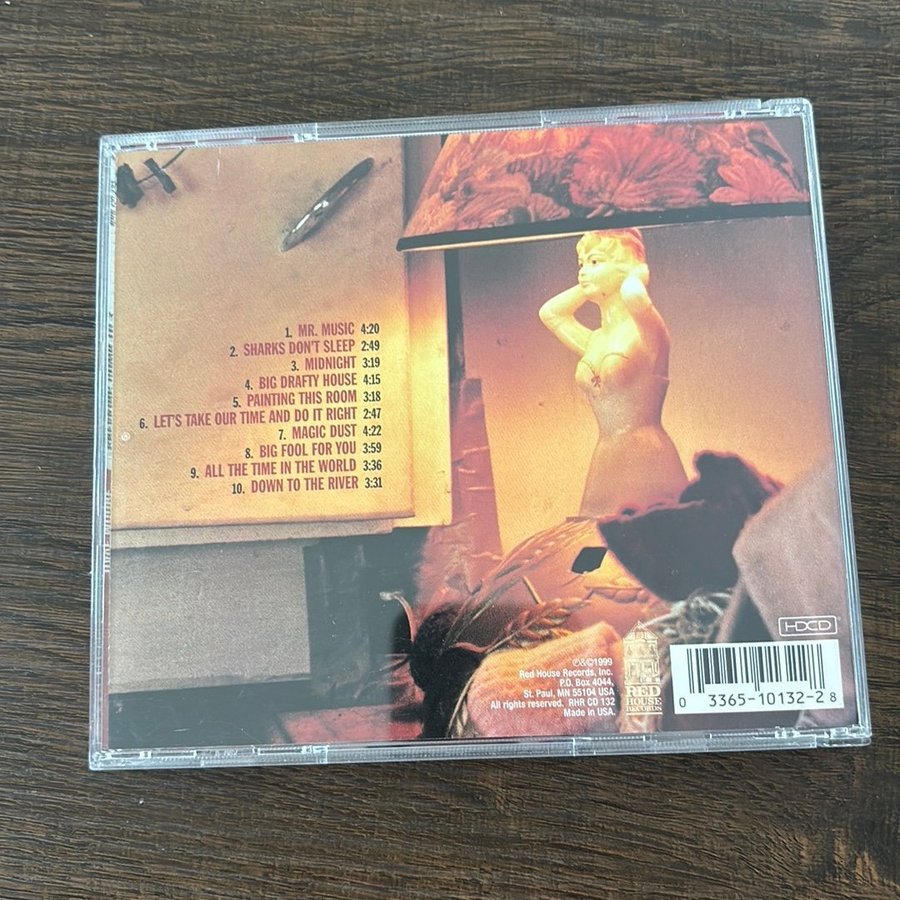 1. MR. MUSIC 4:20
2. SHARKS DON'T SLEEP 2:49
3. MIDNIGHT 3:19
4. BIG DRAFTY HOUSE 4:15
5. PAINTING THIS ROOM 3:18
6. LET'S TAKE OUR TIME AND DO IT RIGHT 2:47
7. MAGIC DUST 4:22
8. BIG FOOL FOR YOU 3:59
9. ALL THE TIME IN THE WORLD 3:36
10. DOWN TO THE RIVER 3:31
℗&©1999
Red House Records, Inc.
P.O. Box 4044,
St. Paul, MN 55104 USA
All rights reserved. RHR CD 132
Made in USA.
RED
HOUSE
RECORDS
HDCD
0 3365-10132-2 8